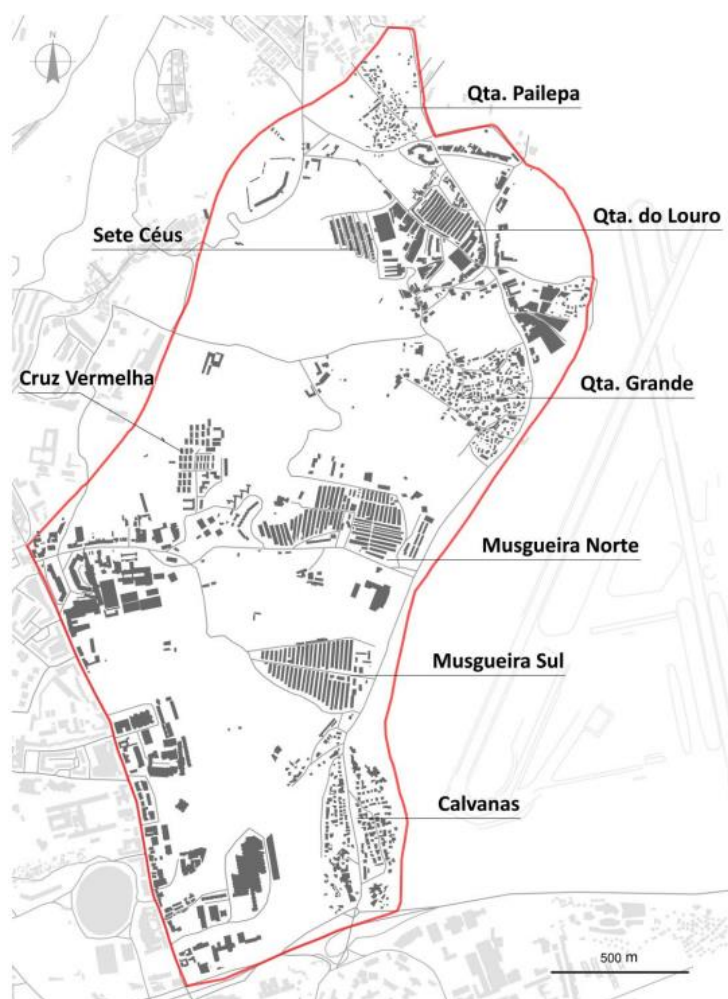 N
Qta. Pailepa
Qta. do Louro
Sete Céus
Cruz Vermelha
Qta. Grande
Musgueira Norte
Musgueira Sul
Calvanas
500 m